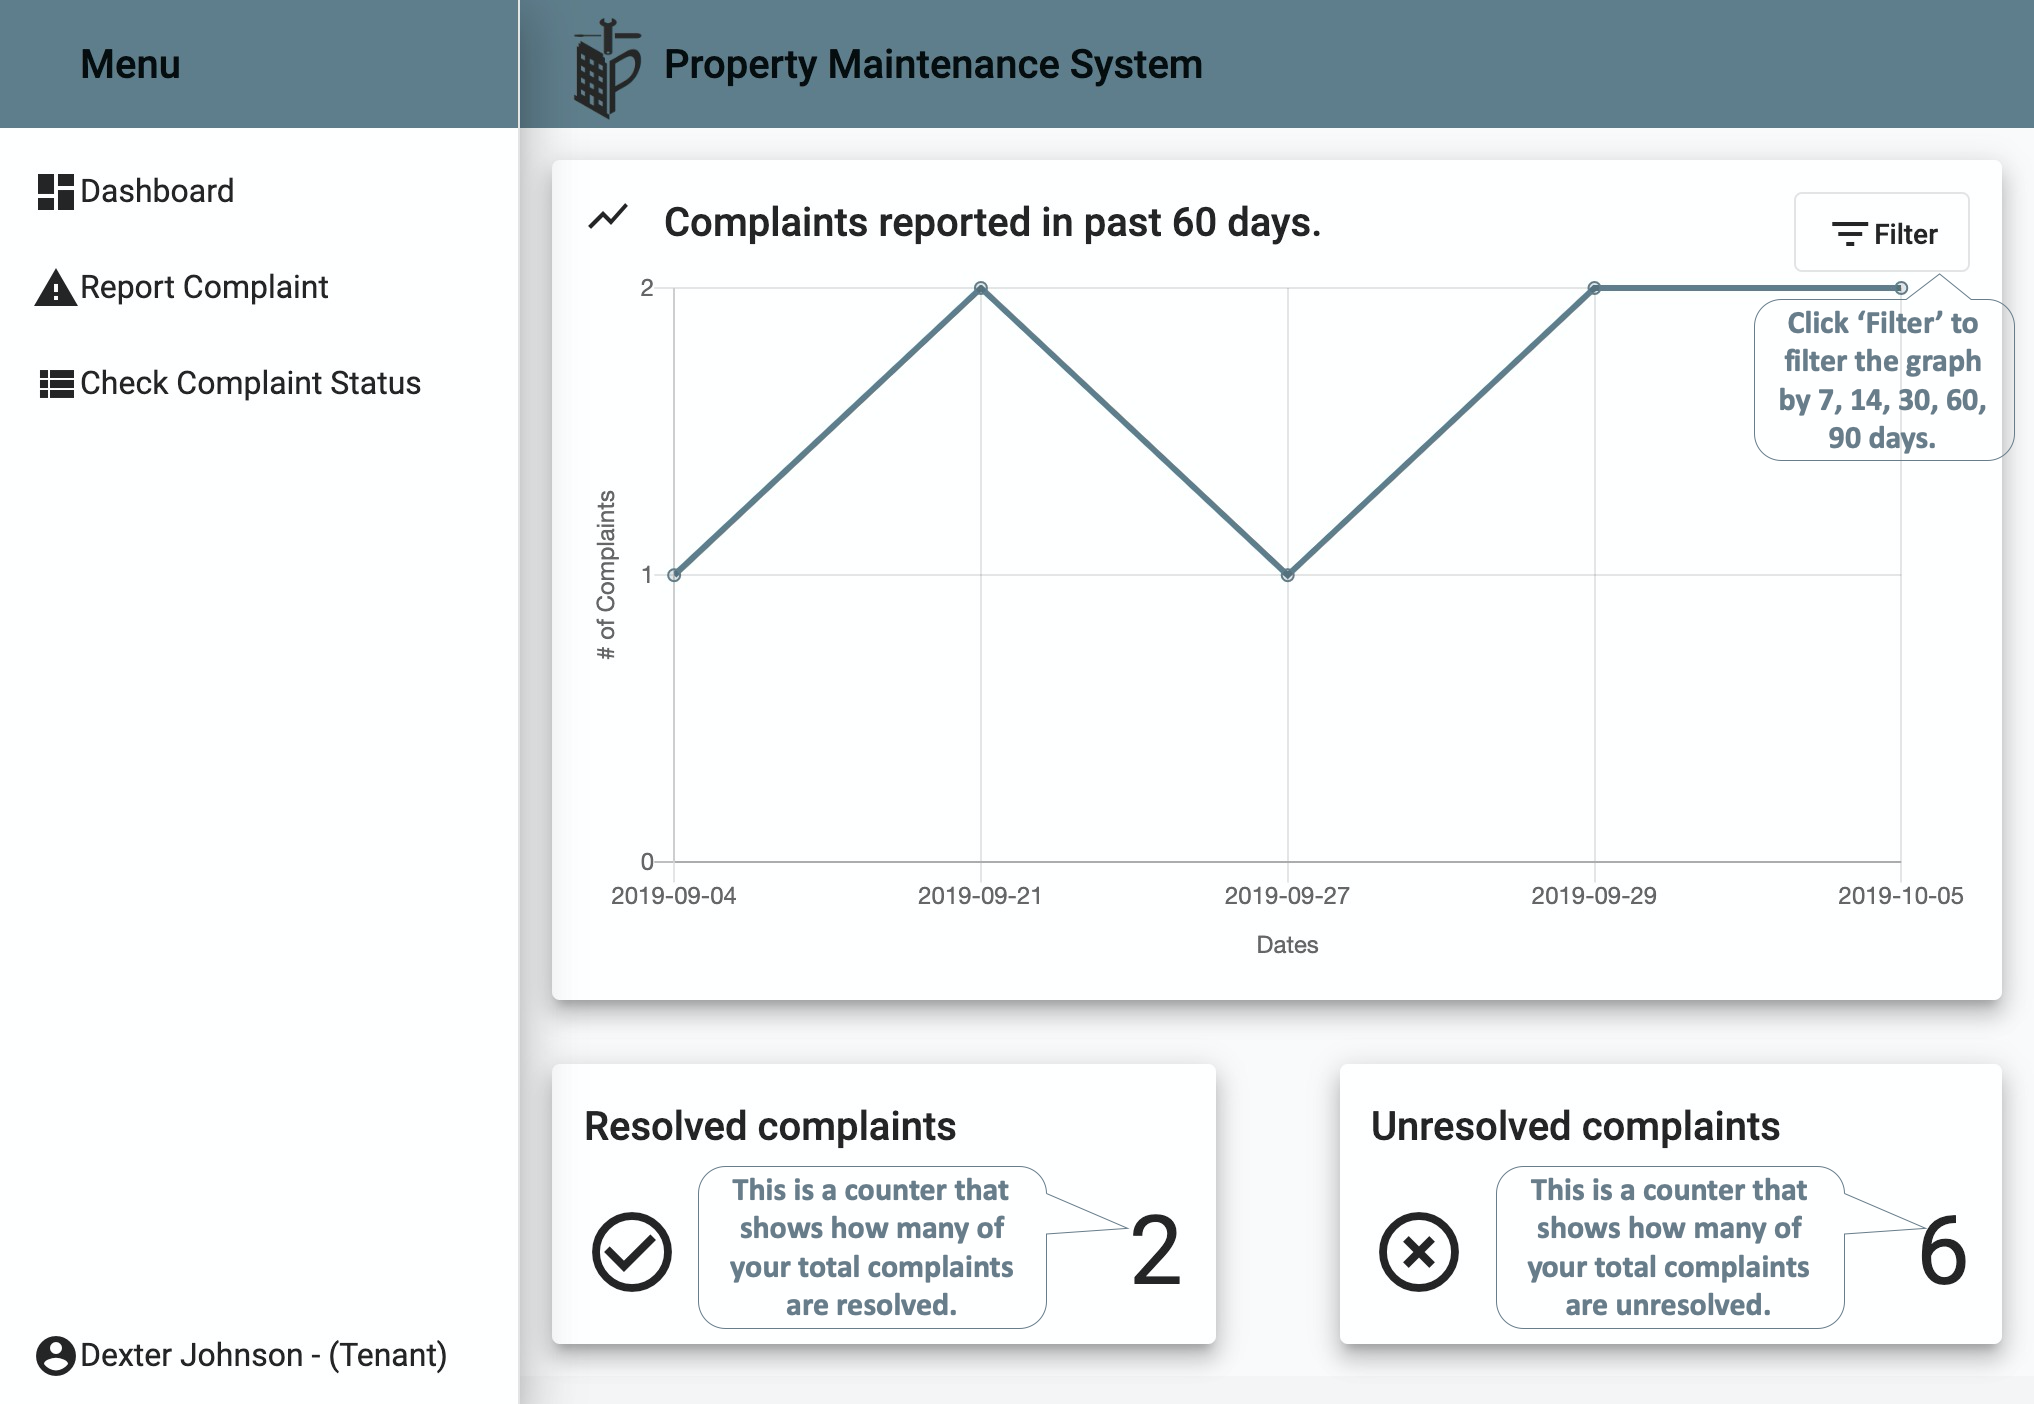 Menu
Property Maintenance System
Dashboard
Report Complaint
Check Complaint Status
Dexter Johnson - (Tenant)
Complaints reported in past 60 days.
Filter
Click ‘Filter’ to
filter the graph
by 7, 14, 30, 60,
90 days.
# of Complaints
2
1
0
2019-09-04
2019-09-21
2019-09-27
2019-09-29
2019-10-05
Dates
Resolved complaints
This is a counter that
shows how many of
your total complaints
are resolved.
2
Unresolved complaints
This is a counter that
shows how many of
your total complaints
are unresolved.
6